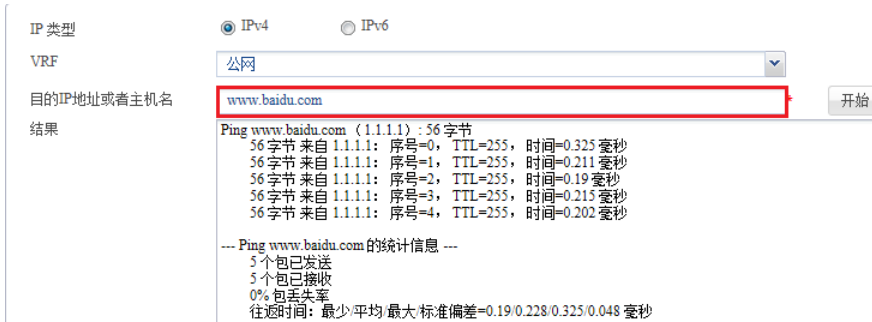 IP 类型 IPv4 IPv6
VRF 公网
目的IP地址或者主机名 www.baidu.com * 开始
结果
Ping www.baidu.com（1.1.1.1）: 56 字节
56 字节 来自 1.1.1.1: 序号=0, TTL=255, 时间=0.325 毫秒
56 字节 来自 1.1.1.1: 序号=1, TTL=255, 时间=0.211 毫秒
56 字节 来自 1.1.1.1: 序号=2, TTL=255, 时间=0.19 毫秒
56 字节 来自 1.1.1.1: 序号=3, TTL=255, 时间=0.215 毫秒
56 字节 来自 1.1.1.1: 序号=4, TTL=255, 时间=0.202 毫秒
--- Ping www.baidu.com 的统计信息 ---
5 个包已发送
5 个包已接收
0% 包丢失率
往返时间: 最少/平均/最大/标准偏差=0.19/0.228/0.325/0.048 毫秒